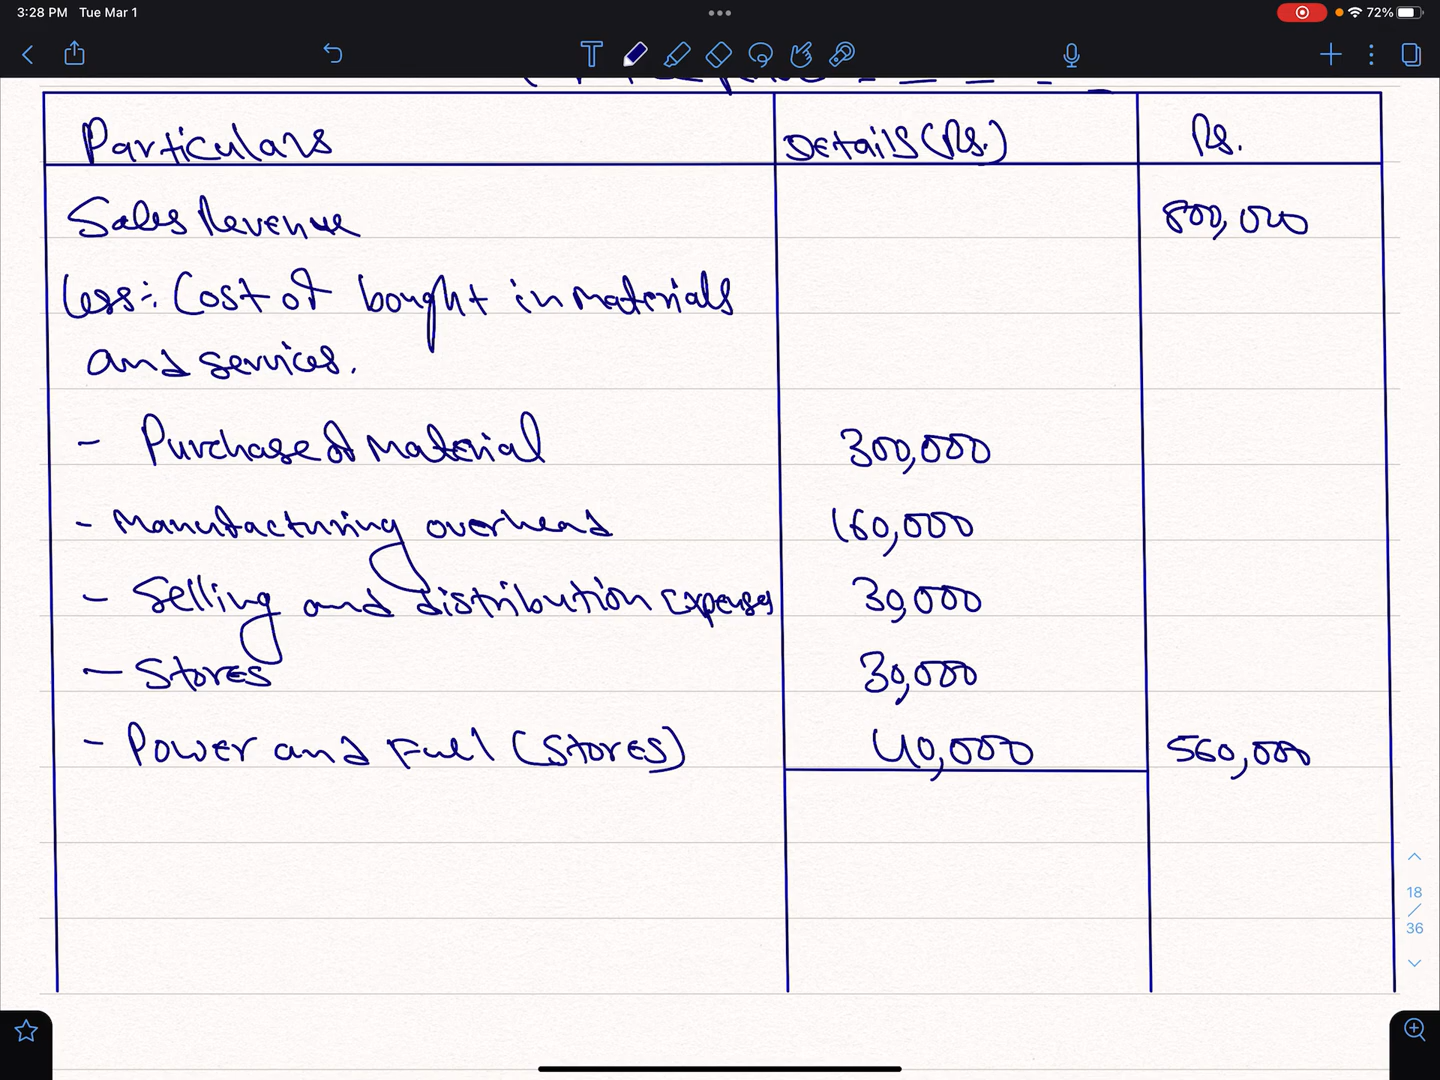 3:28 PM Tue Mar 1
72%
Particulars Details (Rs.) Rs.
Sales Revenue 800,000
Less: Cost of bought in materials
and services.
- Purchase of material 300,000
- Manufacturing overhead 160,000
- Selling and distribution expenses 30,000
- Stores 30,000
- Power and Fuel (Stores) 40,000 560,000
18
/
36